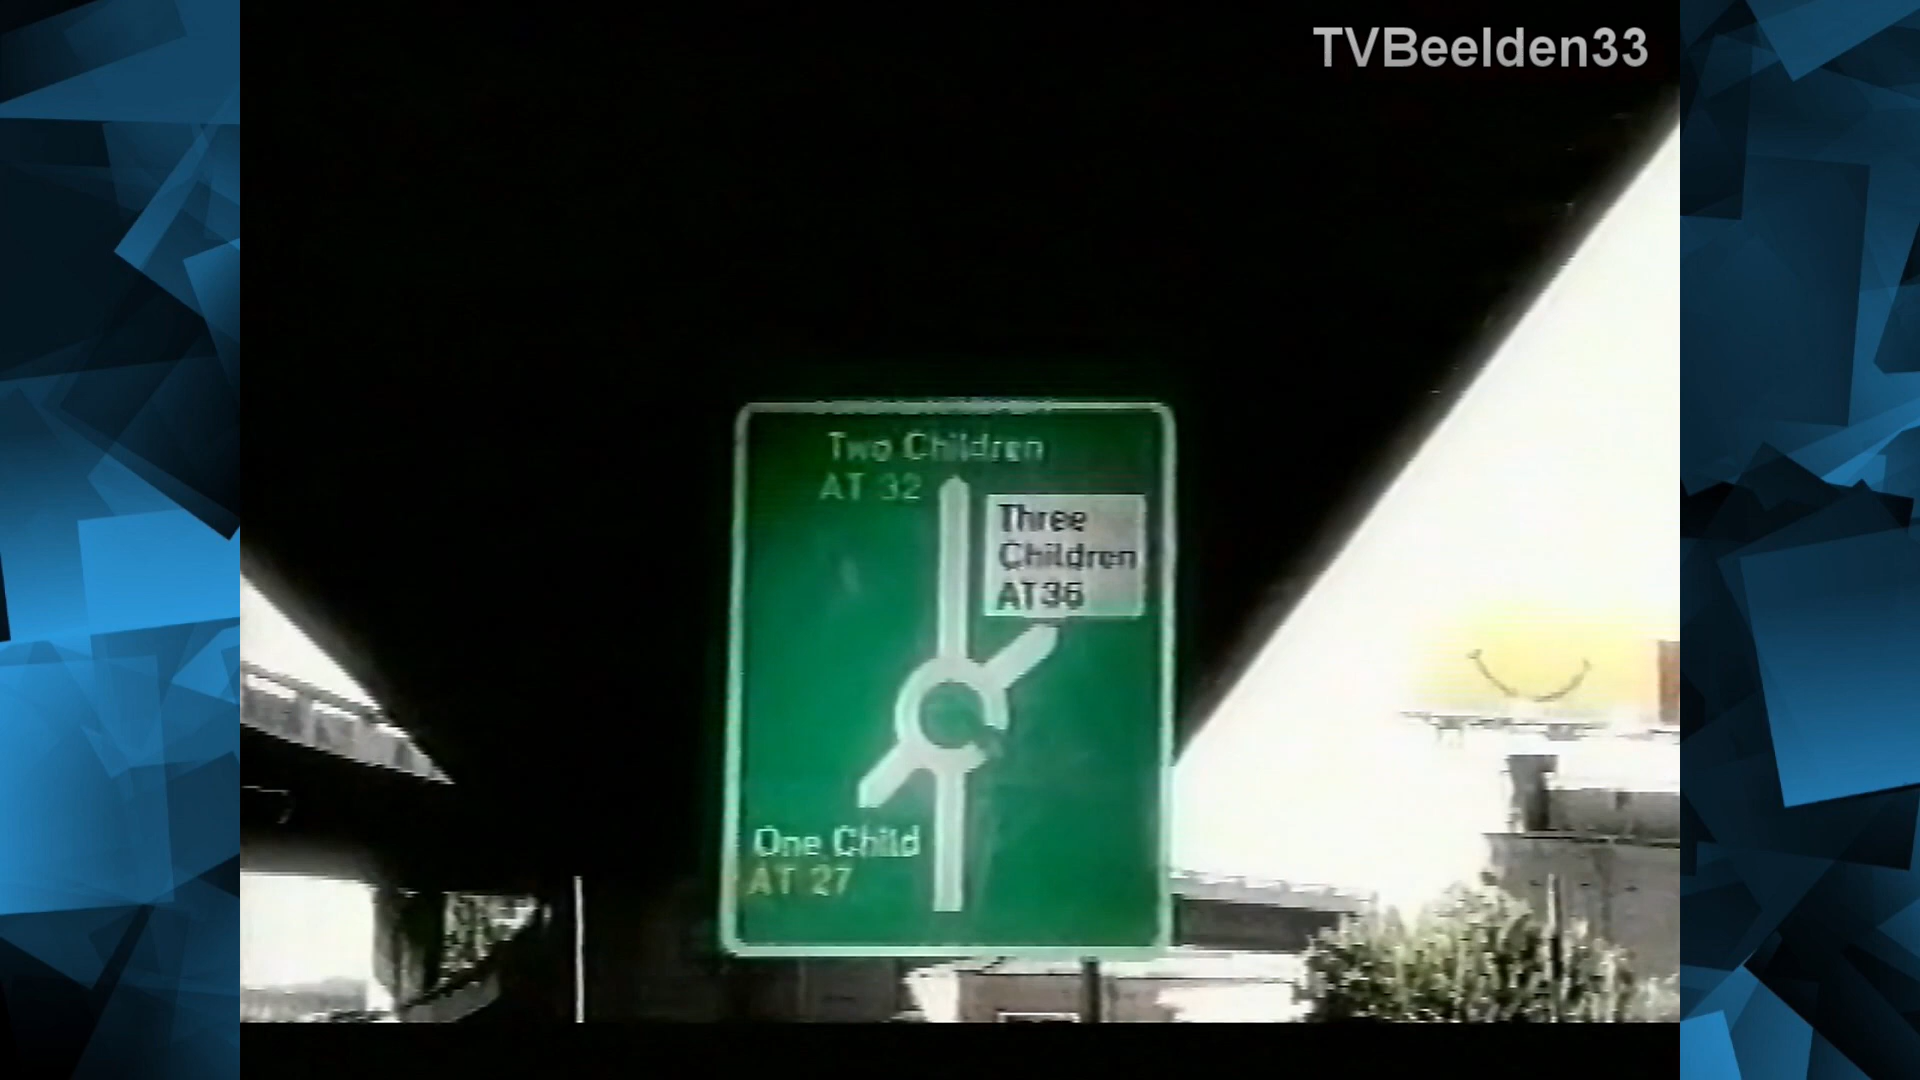 TVBeelden33
Two Children
AT 32
Three
Children
AT36
One Child
AT 27